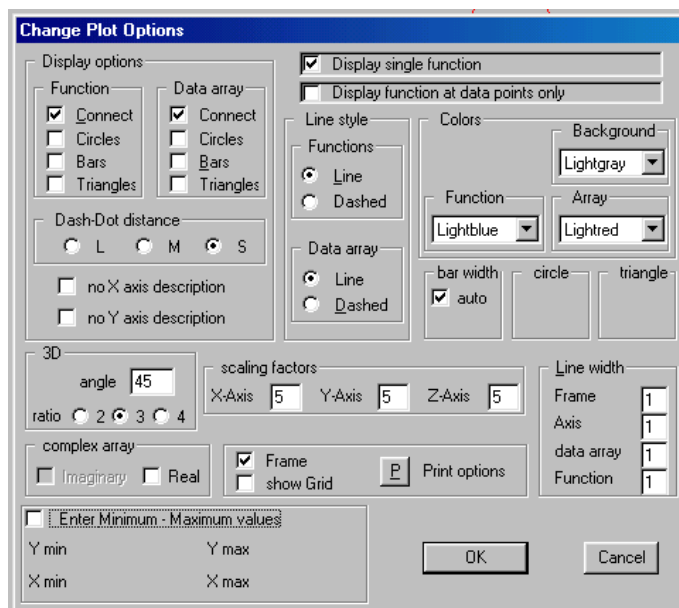 Change Plot Options
Display options
Function
Connect
Circles
Bars
Triangles
Data array
Connect
Circles
Bars
Triangles
Dash-Dot distance
L M S
no X axis description
no Y axis description
Display single function
Display function at data points only
Line style
Functions
Line
Dashed
Data array
Line
Dashed
Colors
Background
Lightgray
Function
Lightblue
Array
Lightred
bar width
auto
circle
triangle
3D
angle 45
ratio 2 3 4
scaling factors
X-Axis 5 Y-Axis 5 Z-Axis 5
Line width
Frame 1
Axis 1
data array 1
Function 1
complex array
Imaginary Real
Frame
show Grid
P Print options
Enter Minimum - Maximum values
Y min Y max
X min X max
OK
Cancel